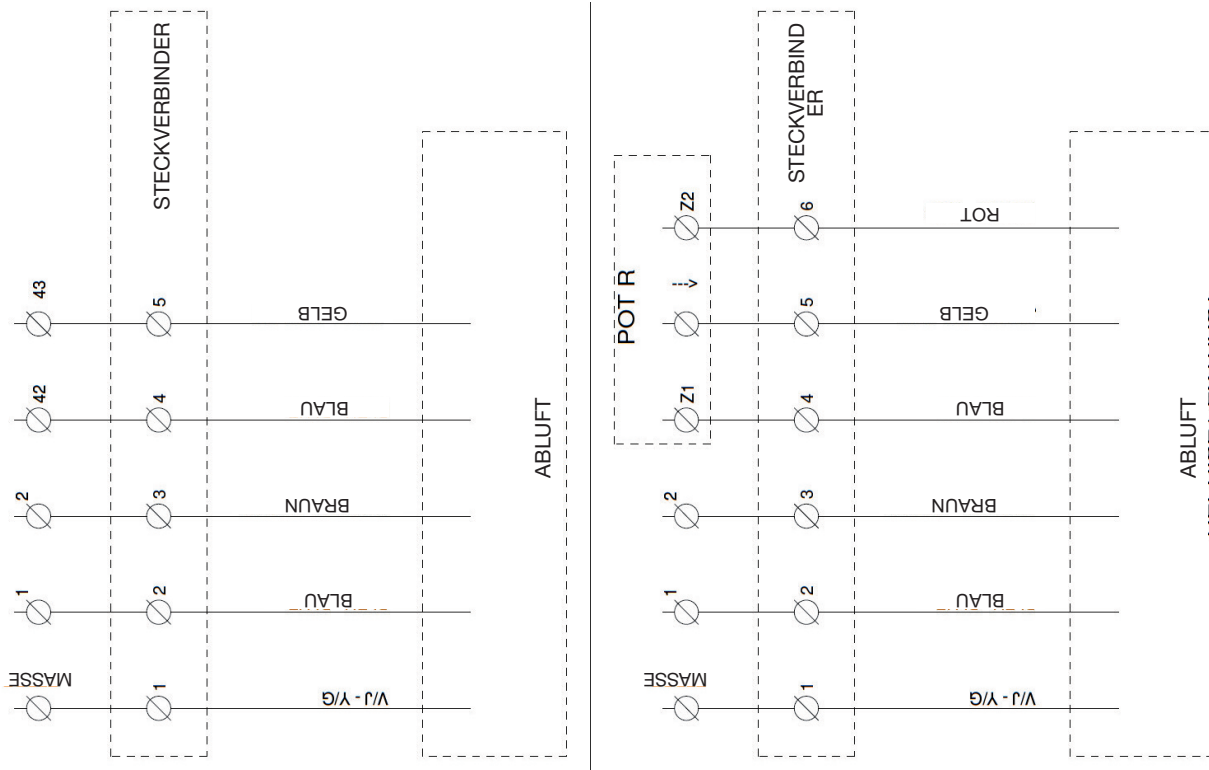 STECKVERBINDER
43
5
GELB
42
4
BLAU
ABLUFT
2
3
BRAUN
1
2
BLAU
MASSE
1
V/J - Y/G
STECKVERBIND
ER
POT R
Z2
6
ROT
--->
5
GELB
Z1
4
BLAU
ABLUFT
2
3
BRAUN
1
2
BLAU
MASSE
1
V/J - Y/G